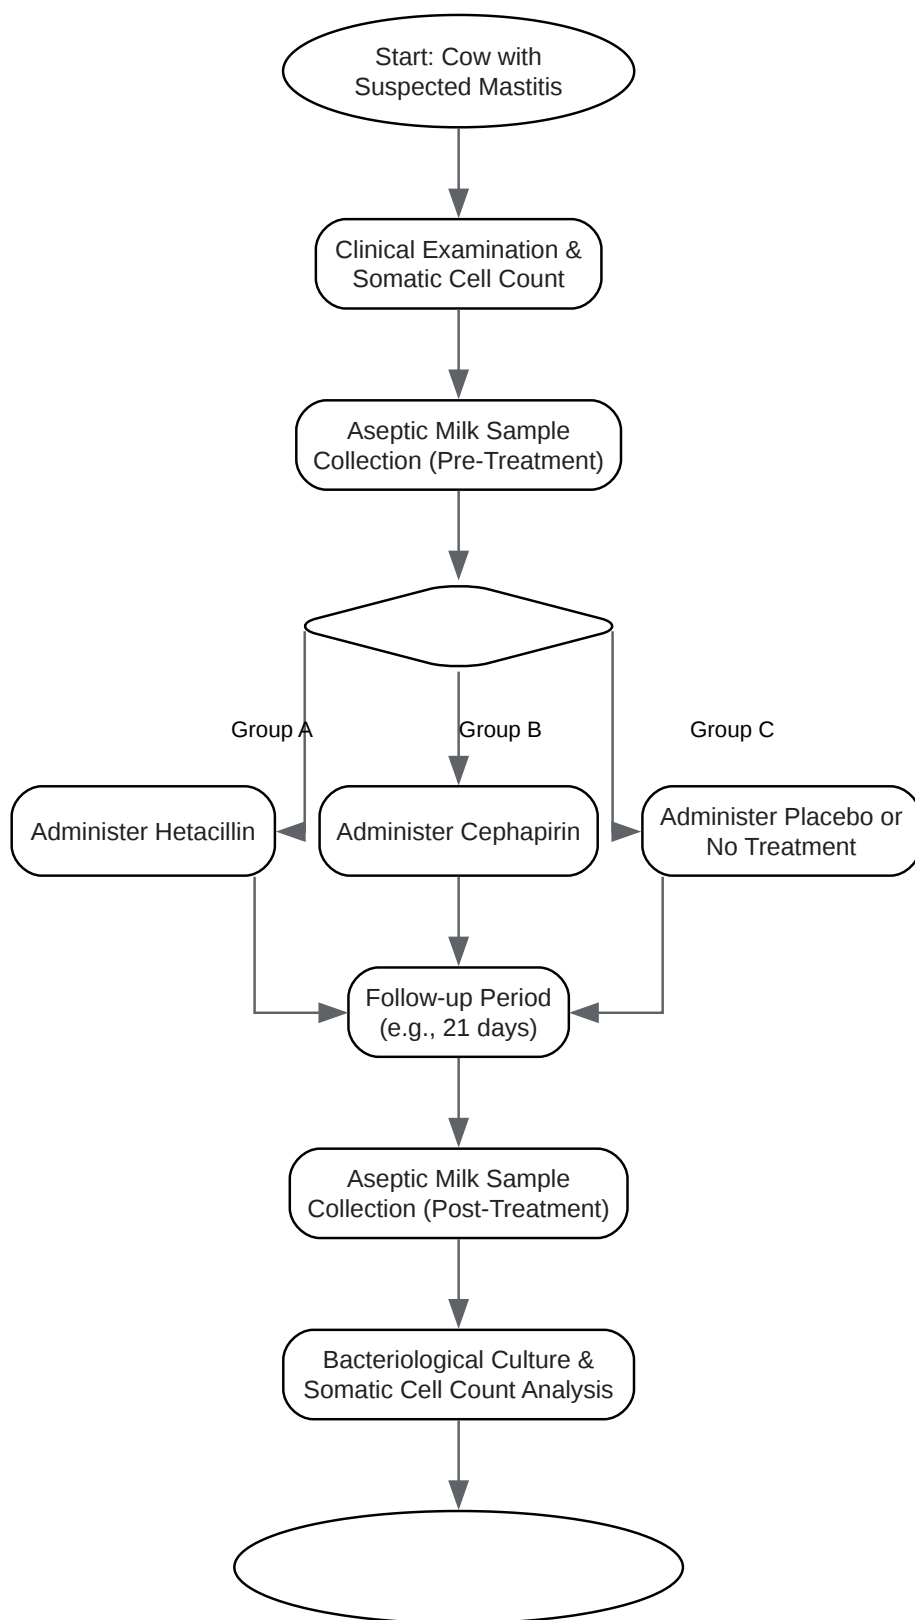 Start: Cow with
Suspected Mastitis
Clinical Examination &
Somatic Cell Count
Aseptic Milk Sample
Collection (Pre-Treatment)
Group A
Group B
Group C
Administer Hetacillin
Administer Cephapirin
Administer Placebo or
No Treatment
Follow-up Period
(e.g., 21 days)
Aseptic Milk Sample
Collection (Post-Treatment)
Bacteriological Culture &
Somatic Cell Count Analysis